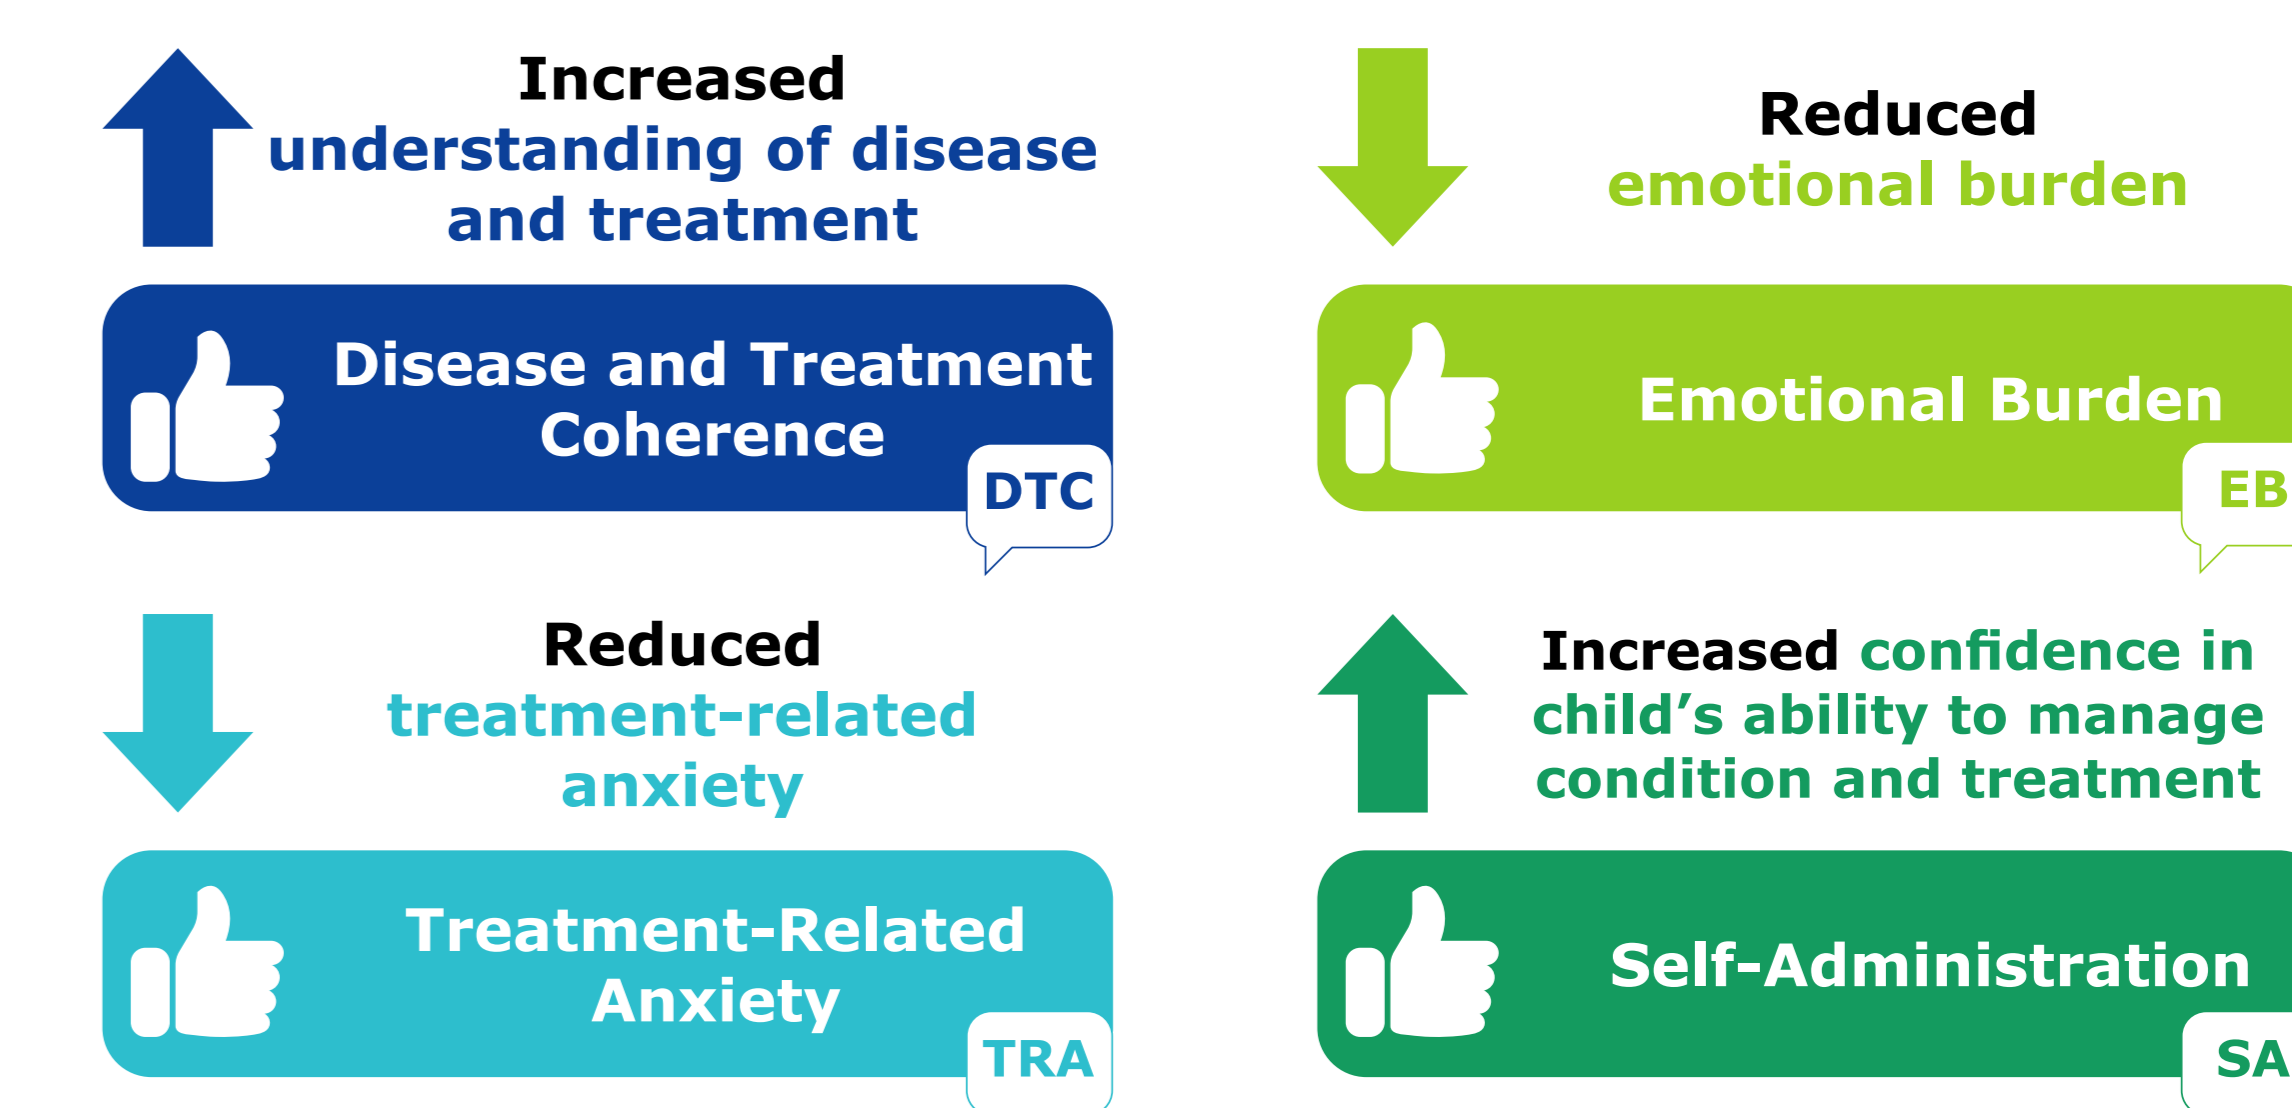 Increased
understanding of disease
and treatment
Disease and Treatment
Coherence
DTC
Reduced
emotional burden
Emotional Burden
EB
Reduced
treatment-related
anxiety
Treatment-Related
Anxiety
TRA
Increased confidence in
child’s ability to manage
condition and treatment
Self-Administration
SA